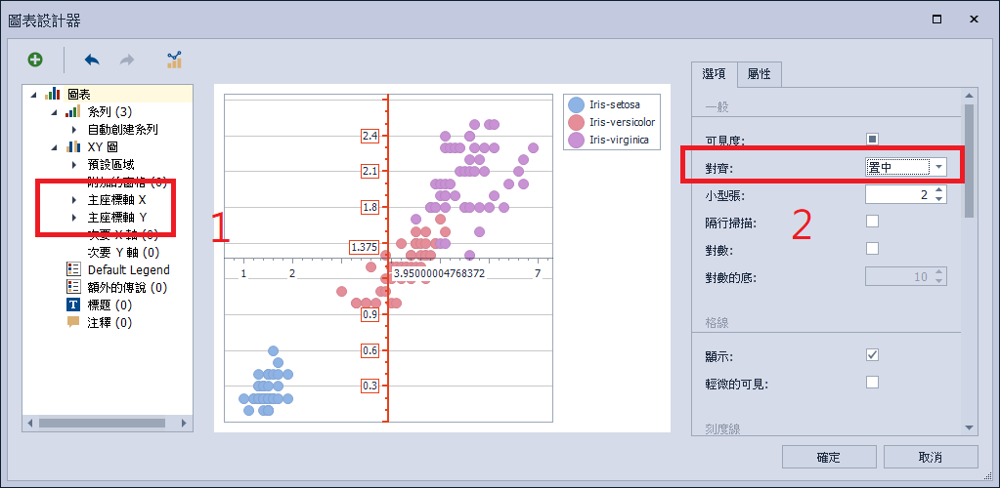 圖表設計器
圖表
系列 (3)
自動創建系列
XY 圖
預設區域
附加的窗格 (0)
主座標軸 X
主座標軸 Y
次要 X 軸 (0)
次要 Y 軸 (0)
Default Legend
額外的傳說 (0)
T 標題 (0)
注釋 (0)
1
2.4
2.1
1.8
1.375
1
2
3.95000004768372
7
0.9
0.6
0.3
Iris-setosa
Iris-versicolor
Iris-virginica
選項
屬性
一般
可見度:
對齊:
置中
小型張:
2
2
隔行掃描:
對數:
對數的底:
10
格線
顯示:
輕微的可見:
刻度線
確定
取消